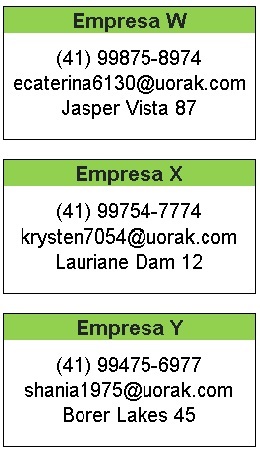 Empresa W
(41) 99875-8974
ecaterina6130@uorak.com
Jasper Vista 87
Empresa X
(41) 99754-7774
krysten7054@uorak.com
Lauriane Dam 12
Empresa Y
(41) 99475-6977
shania1975@uorak.com
Borer Lakes 45